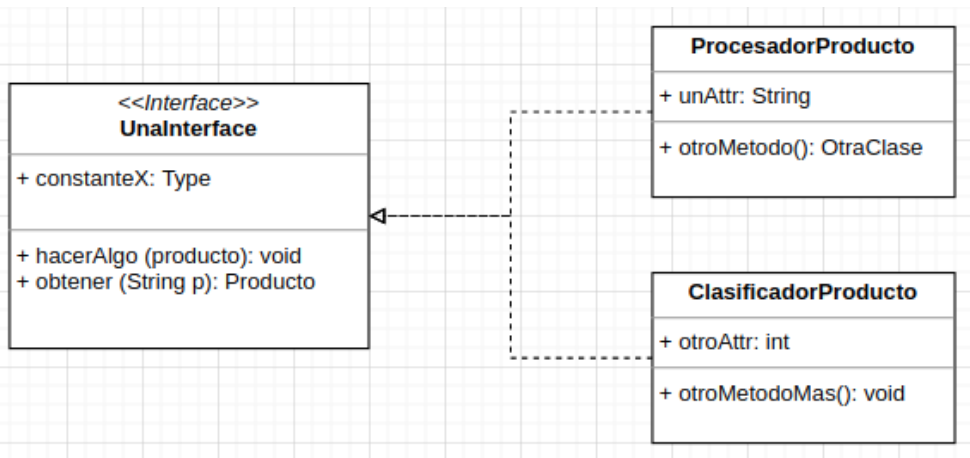 <<Interface>>
UnaInterface
+ constanteX: Type
+ hacerAlgo (producto): void
+ obtener (String p): Producto
ProcesadorProducto
+ unAttr: String
+ otroMetodo(): OtraClase
ClasificadorProducto
+ otroAttr: int
+ otroMetodoMas(): void